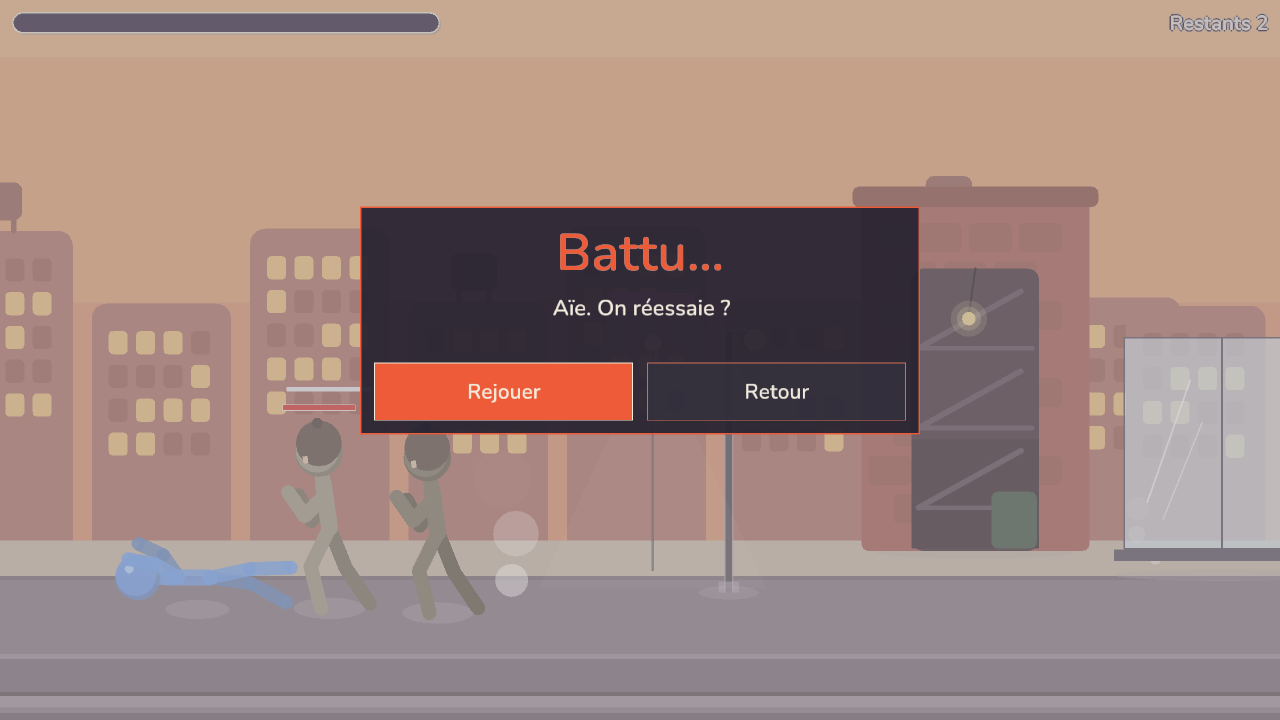 Restants 2
Battu...
Aïe. On réessaie ?
Rejouer
Retour